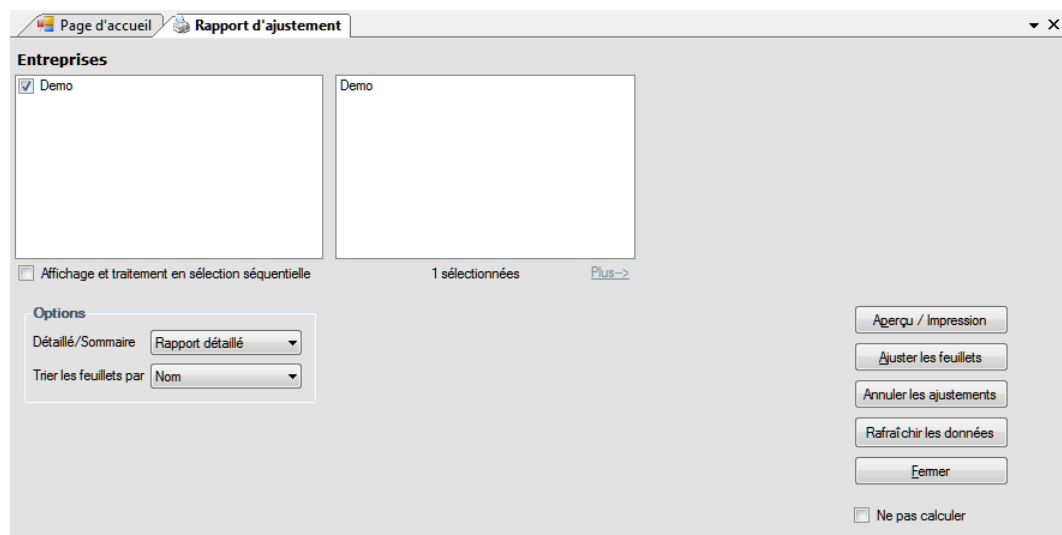 Page d'accueil Rapport d'ajustement
Entreprises
Demo
Demo
Affichage et traitement en sélection séquentielle
1 sélectionnées
Plus-->
Options
Détaillé/Sommaire Rapport détaillé
Trier les feuillets par Nom
Aperçu / Impression
Ajuster les feuillets
Annuler les ajustements
Rafraîchir les données
Fermer
Ne pas calculer